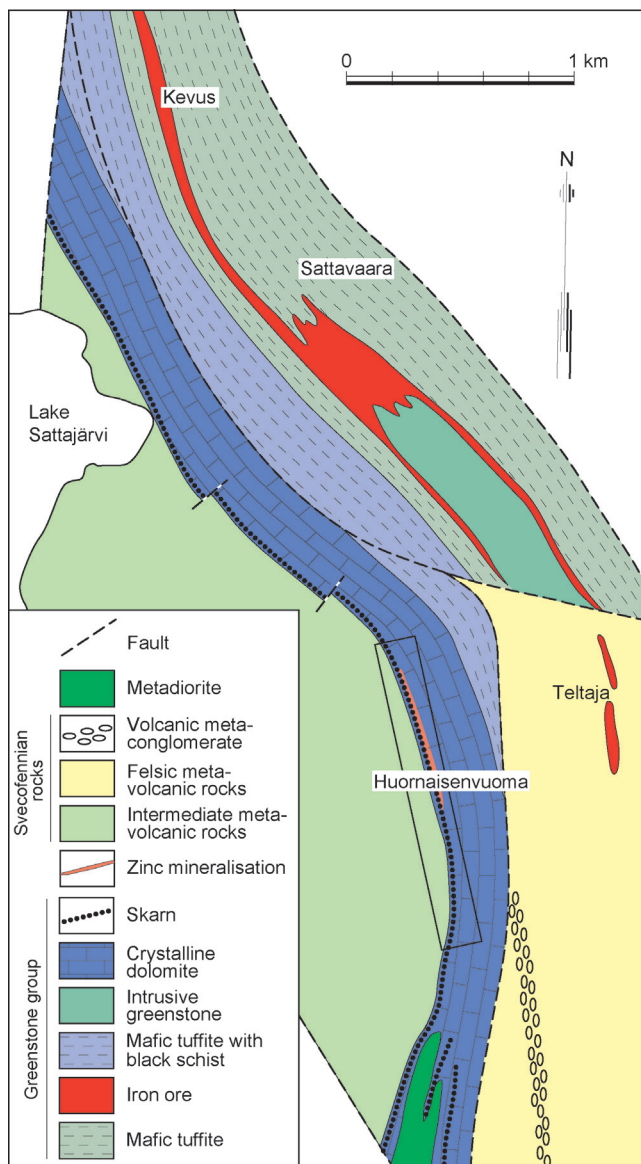 0 1 km
Kevus
N
Sattavaara
Lake
Sattajärvi
Teltaja
Huornaisenvuoma
Fault
Metadiorite
Svecofennian
rocks
Volcanic meta-
conglomerate
Felsic meta-
volcanic rocks
Intermediate meta-
volcanic rocks
Zinc mineralisation
Greenstone group
Skarn
Crystalline
dolomite
Intrusive
greenstone
Mafic tuffite with
black schist
Iron ore
Mafic tuffite